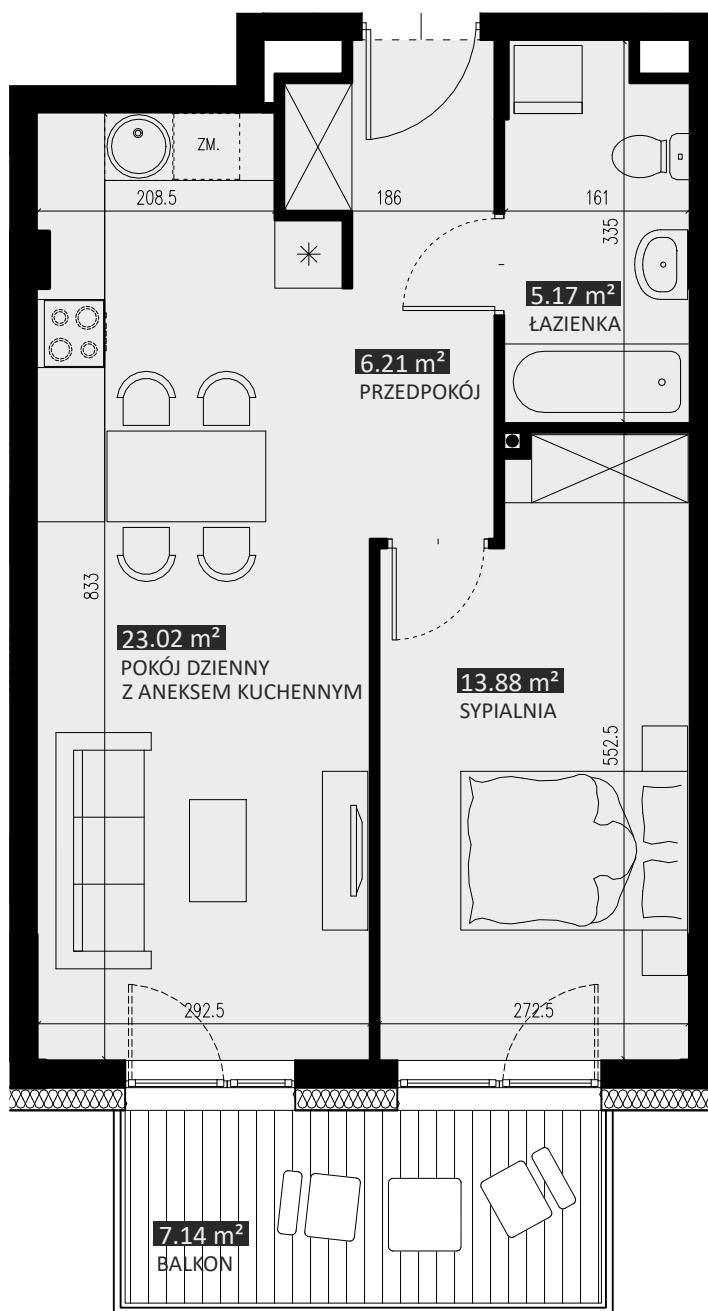 ZM.
208.5
186
161
335
5.17 m²
ŁAZIENKA
6.21 m²
PRZEDPOKÓJ
833
23.02 m²
POKÓJ DZIENNY
Z ANEKSEM KUCHENNYM
13.88 m²
SYPIALNIA
552.5
292.5
272.5
7.14 m²
BALKON